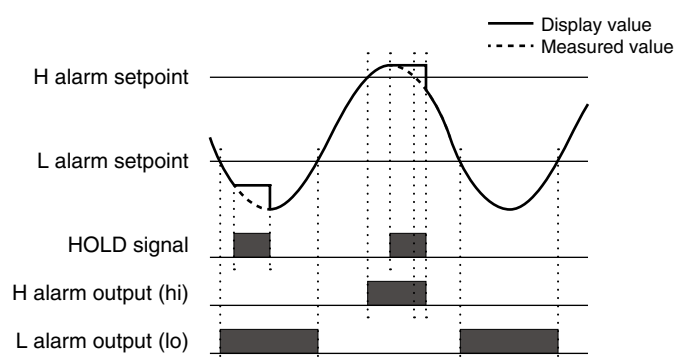 Display value
Measured value
H alarm setpoint
L alarm setpoint
HOLD signal
H alarm output (hi)
L alarm output (lo)